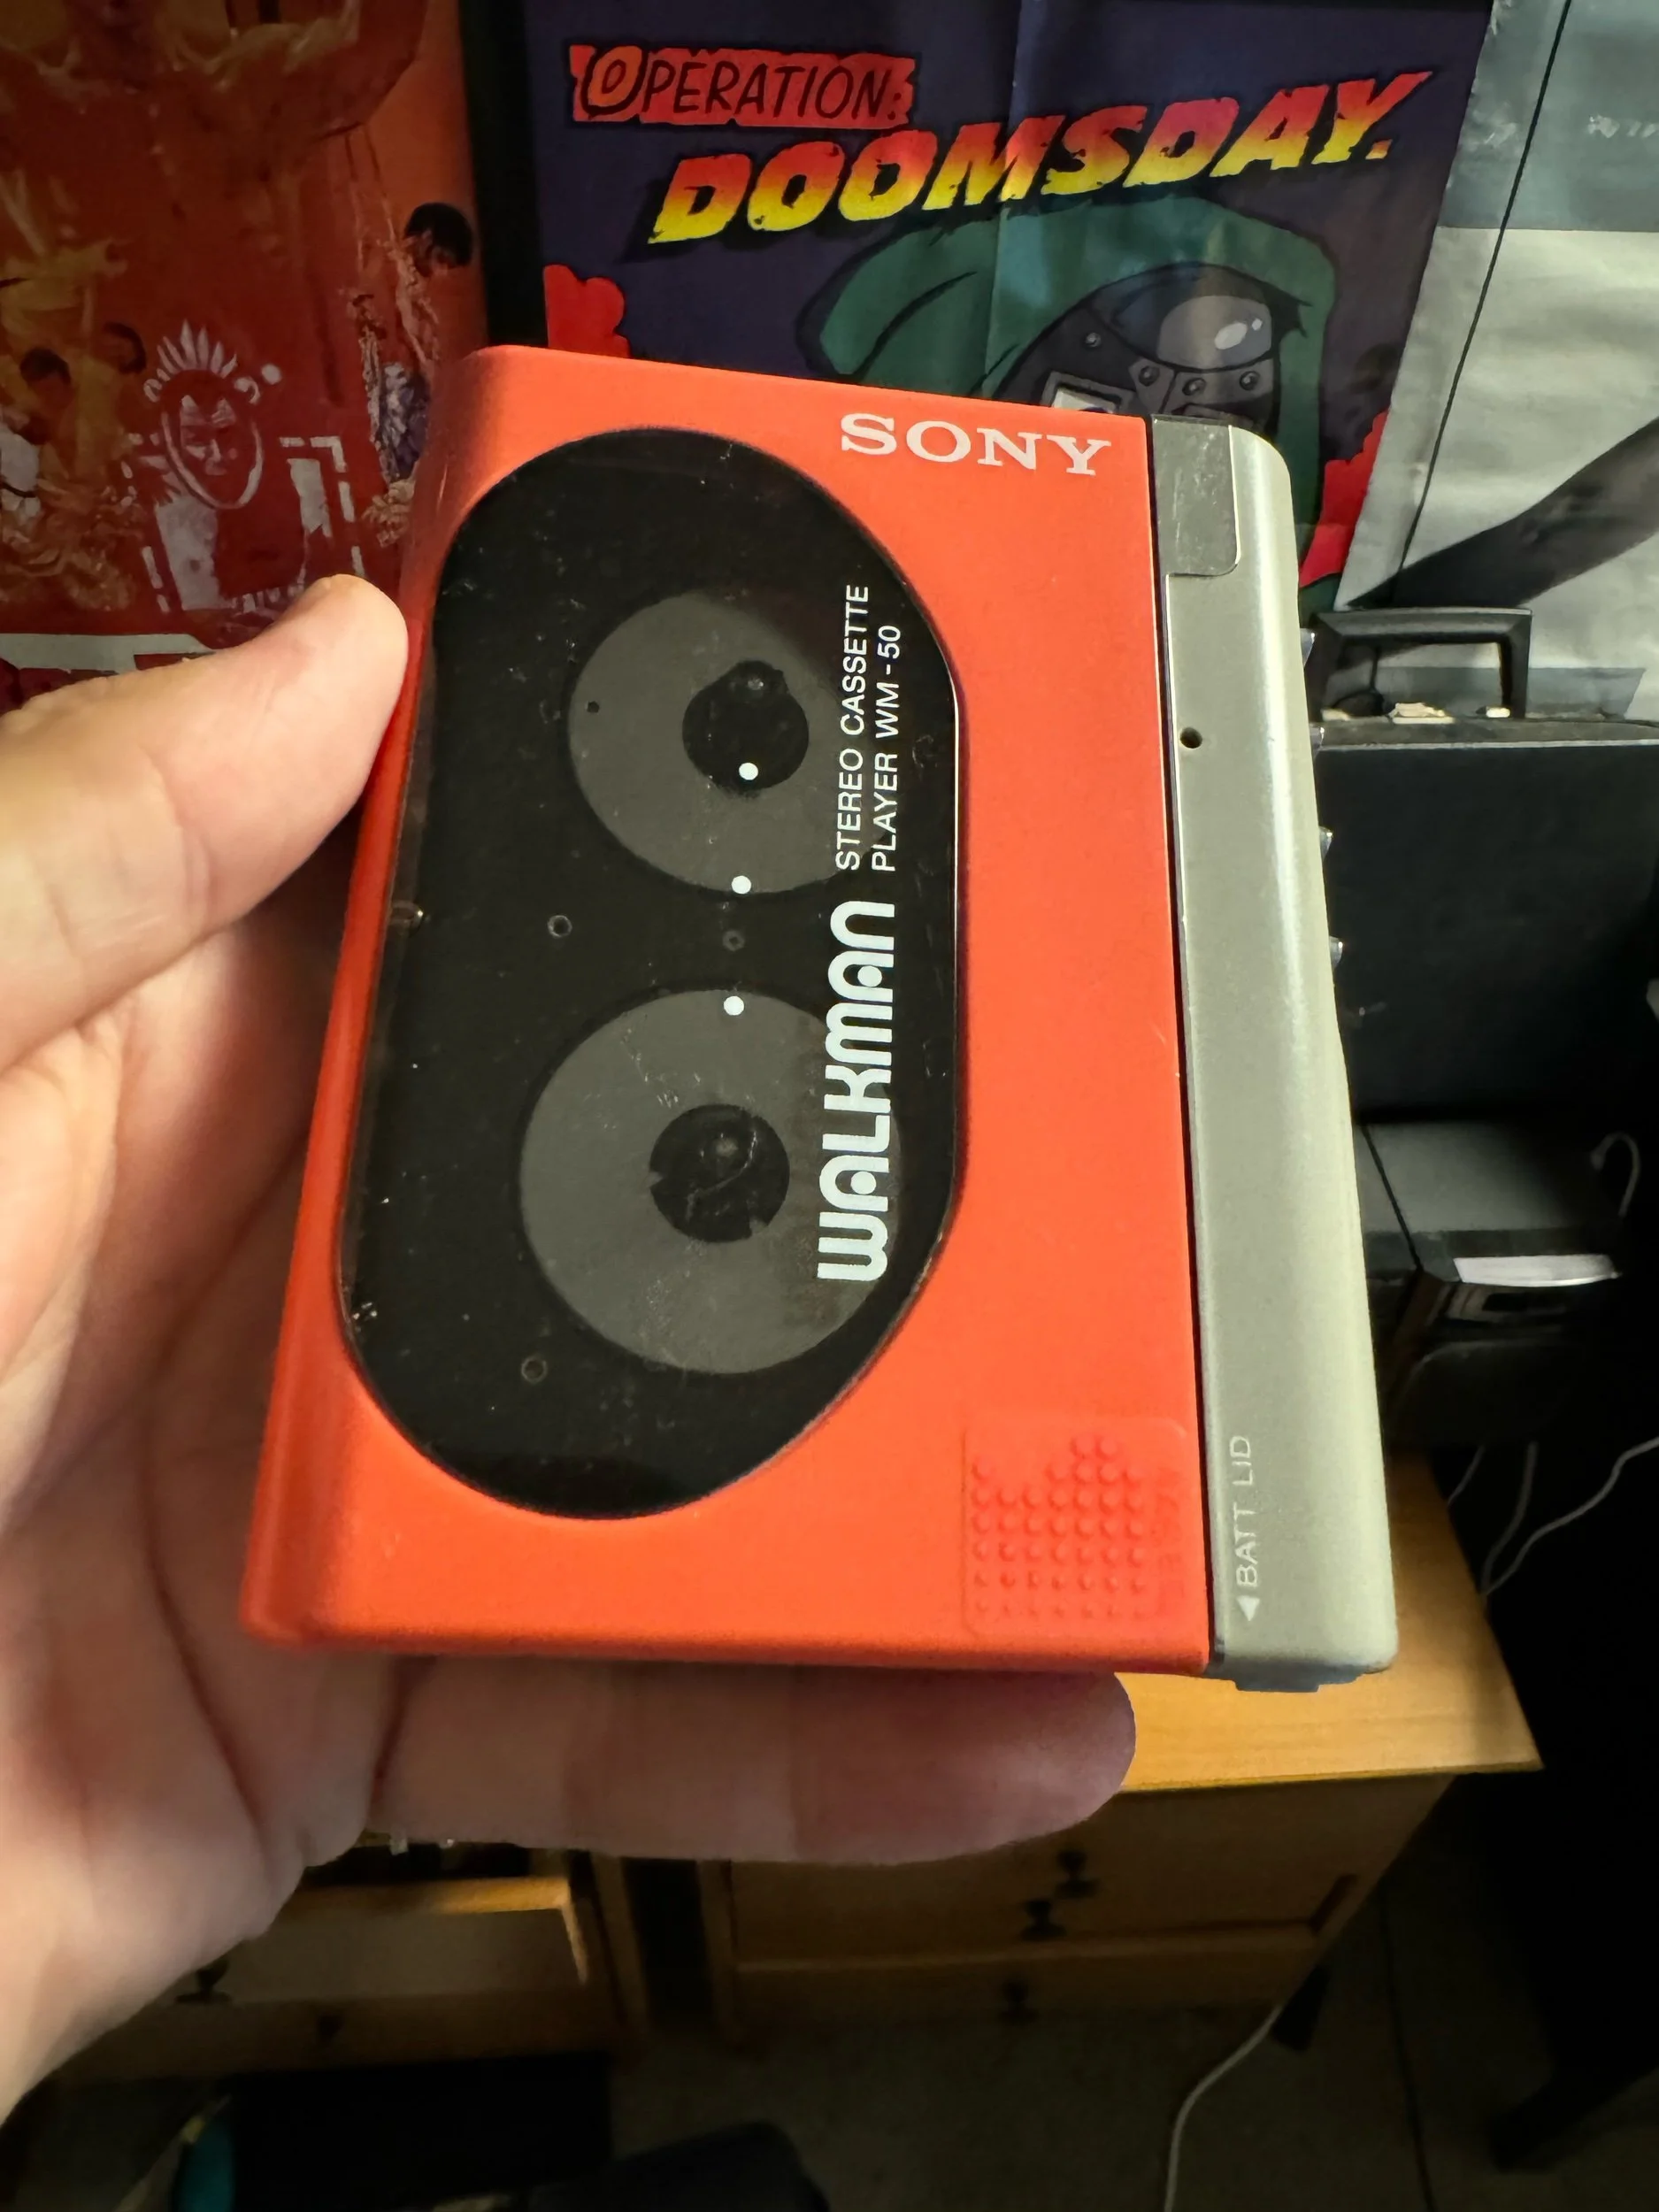 OPERATION:
DOOMSDAY.
SONY
WALKMAN
STEREO CASSETTE
PLAYER WM-50
◀BATT LID